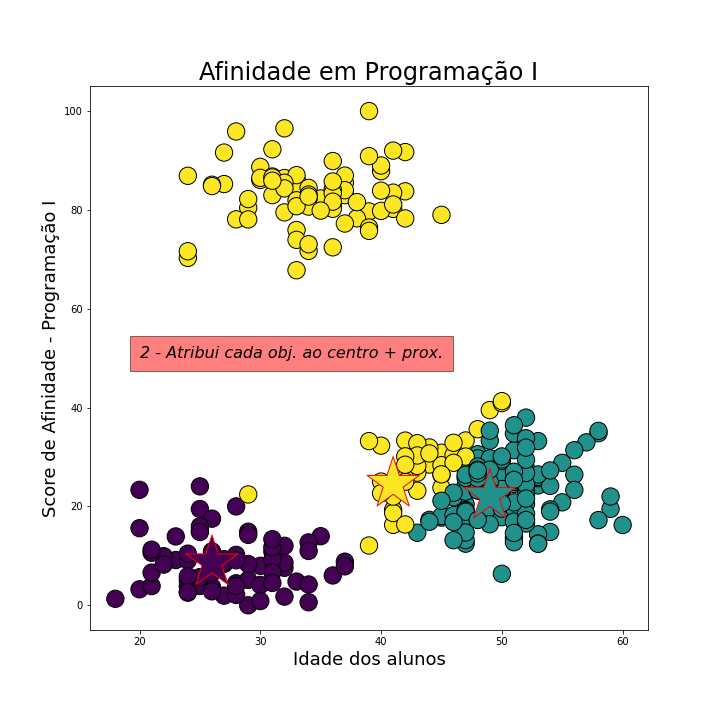 Afinidade em Programação I
Score de Afinidade - Programação I
100
80
60
40
20
0
2 - Atribui cada obj. ao centro + prox.
20
30
40
50
60
Idade dos alunos